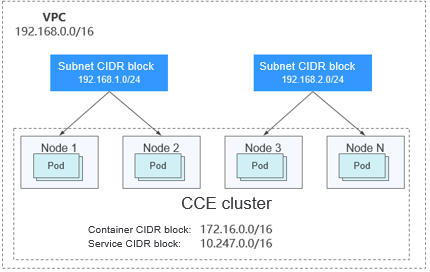 VPC
192.168.0.0/16
Subnet CIDR block
192.168.1.0/24
Subnet CIDR block
192.168.2.0/24
Node 1
Pod
Node 2
Pod
Node 3
Pod
Node N
Pod
CCE cluster
Container CIDR block: 172.16.0.0/16
Service CIDR block: 10.247.0.0/16